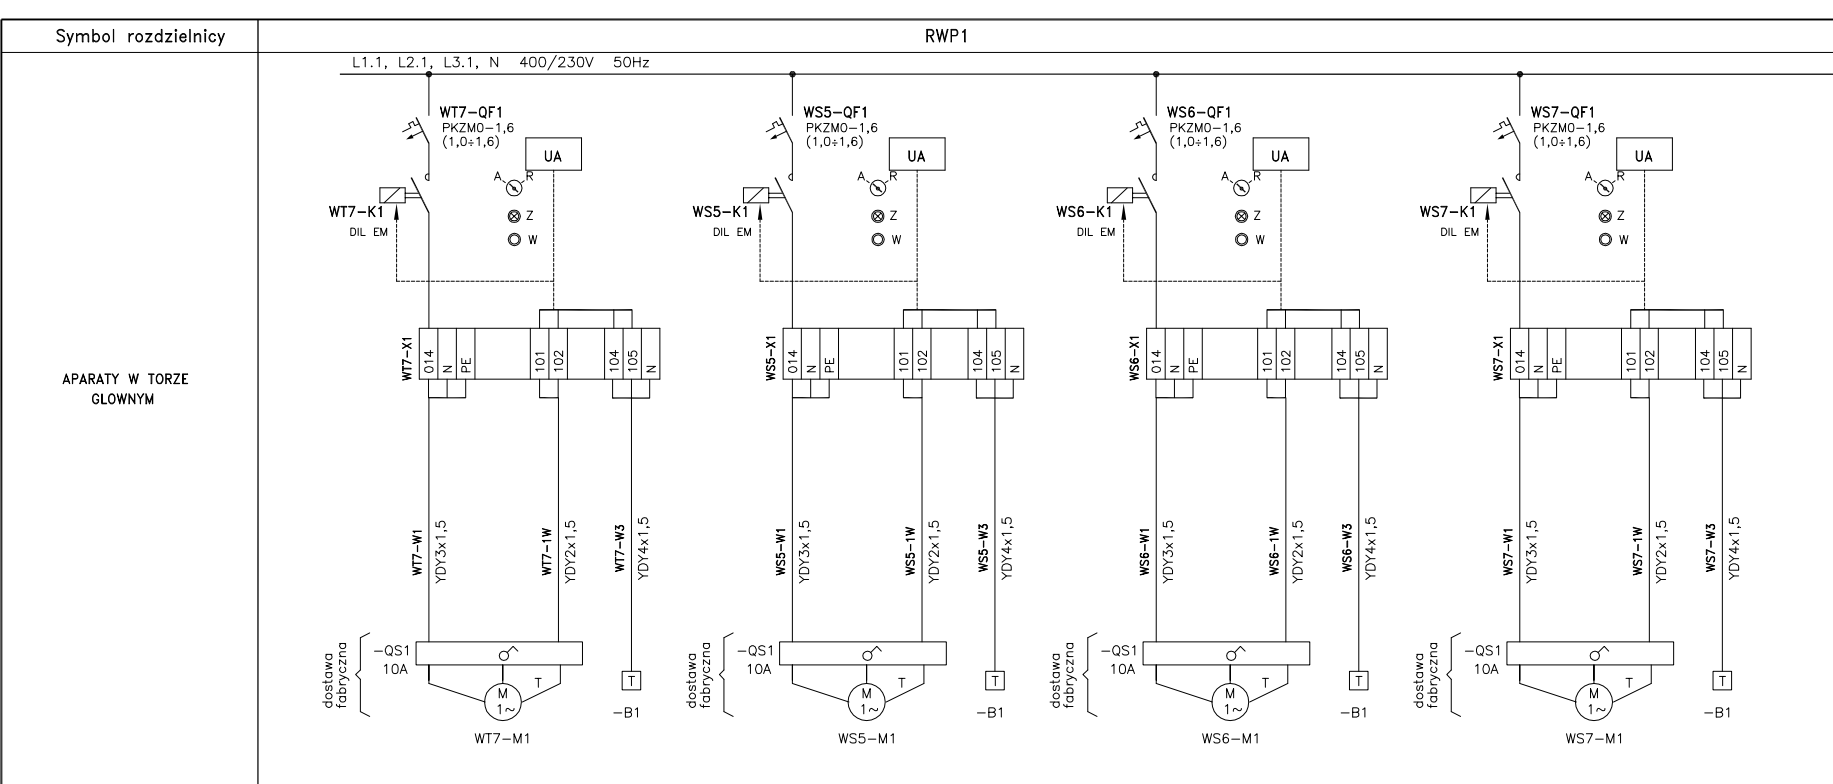 Symbol rozdzielnicy
RWP1
L1.1, L2.1, L3.1, N 400/230V 50Hz
APARATY W TORZE
GLOWNYM
WT7-QF1
PKZM0-1,6
(1,0÷1,6)
UA
A R
Z
W
WT7-K1
DIL EM
WT7-X1
014
N
PE
101
102
104
105
N
WT7-W1
YDY3x1,5
WT7-1W
YDY2x1,5
WT7-W3
YDY4x1,5
dostawa
fabryczna
-QS1
10A
T
M
1~
T
-B1
WT7-M1
WS5-QF1
PKZM0-1,6
(1,0÷1,6)
UA
A R
Z
W
WS5-K1
DIL EM
WS5-X1
014
N
PE
101
102
104
105
N
WS5-W1
YDY3x1,5
WS5-1W
YDY2x1,5
WS5-W3
YDY4x1,5
dostawa
fabryczna
-QS1
10A
T
M
1~
T
-B1
WS5-M1
WS6-QF1
PKZM0-1,6
(1,0÷1,6)
UA
A R
Z
W
WS6-K1
DIL EM
WS6-X1
014
N
PE
101
102
104
105
N
WS6-W1
YDY3x1,5
WS6-1W
YDY2x1,5
WS6-W3
YDY4x1,5
dostawa
fabryczna
-QS1
10A
T
M
1~
T
-B1
WS6-M1
WS7-QF1
PKZM0-1,6
(1,0÷1,6)
UA
A R
Z
W
WS7-K1
DIL EM
WS7-X1
014
N
PE
101
102
104
105
N
WS7-W1
YDY3x1,5
WS7-1W
YDY2x1,5
WS7-W3
YDY4x1,5
dostawa
fabryczna
-QS1
10A
T
M
1~
T
-B1
WS7-M1